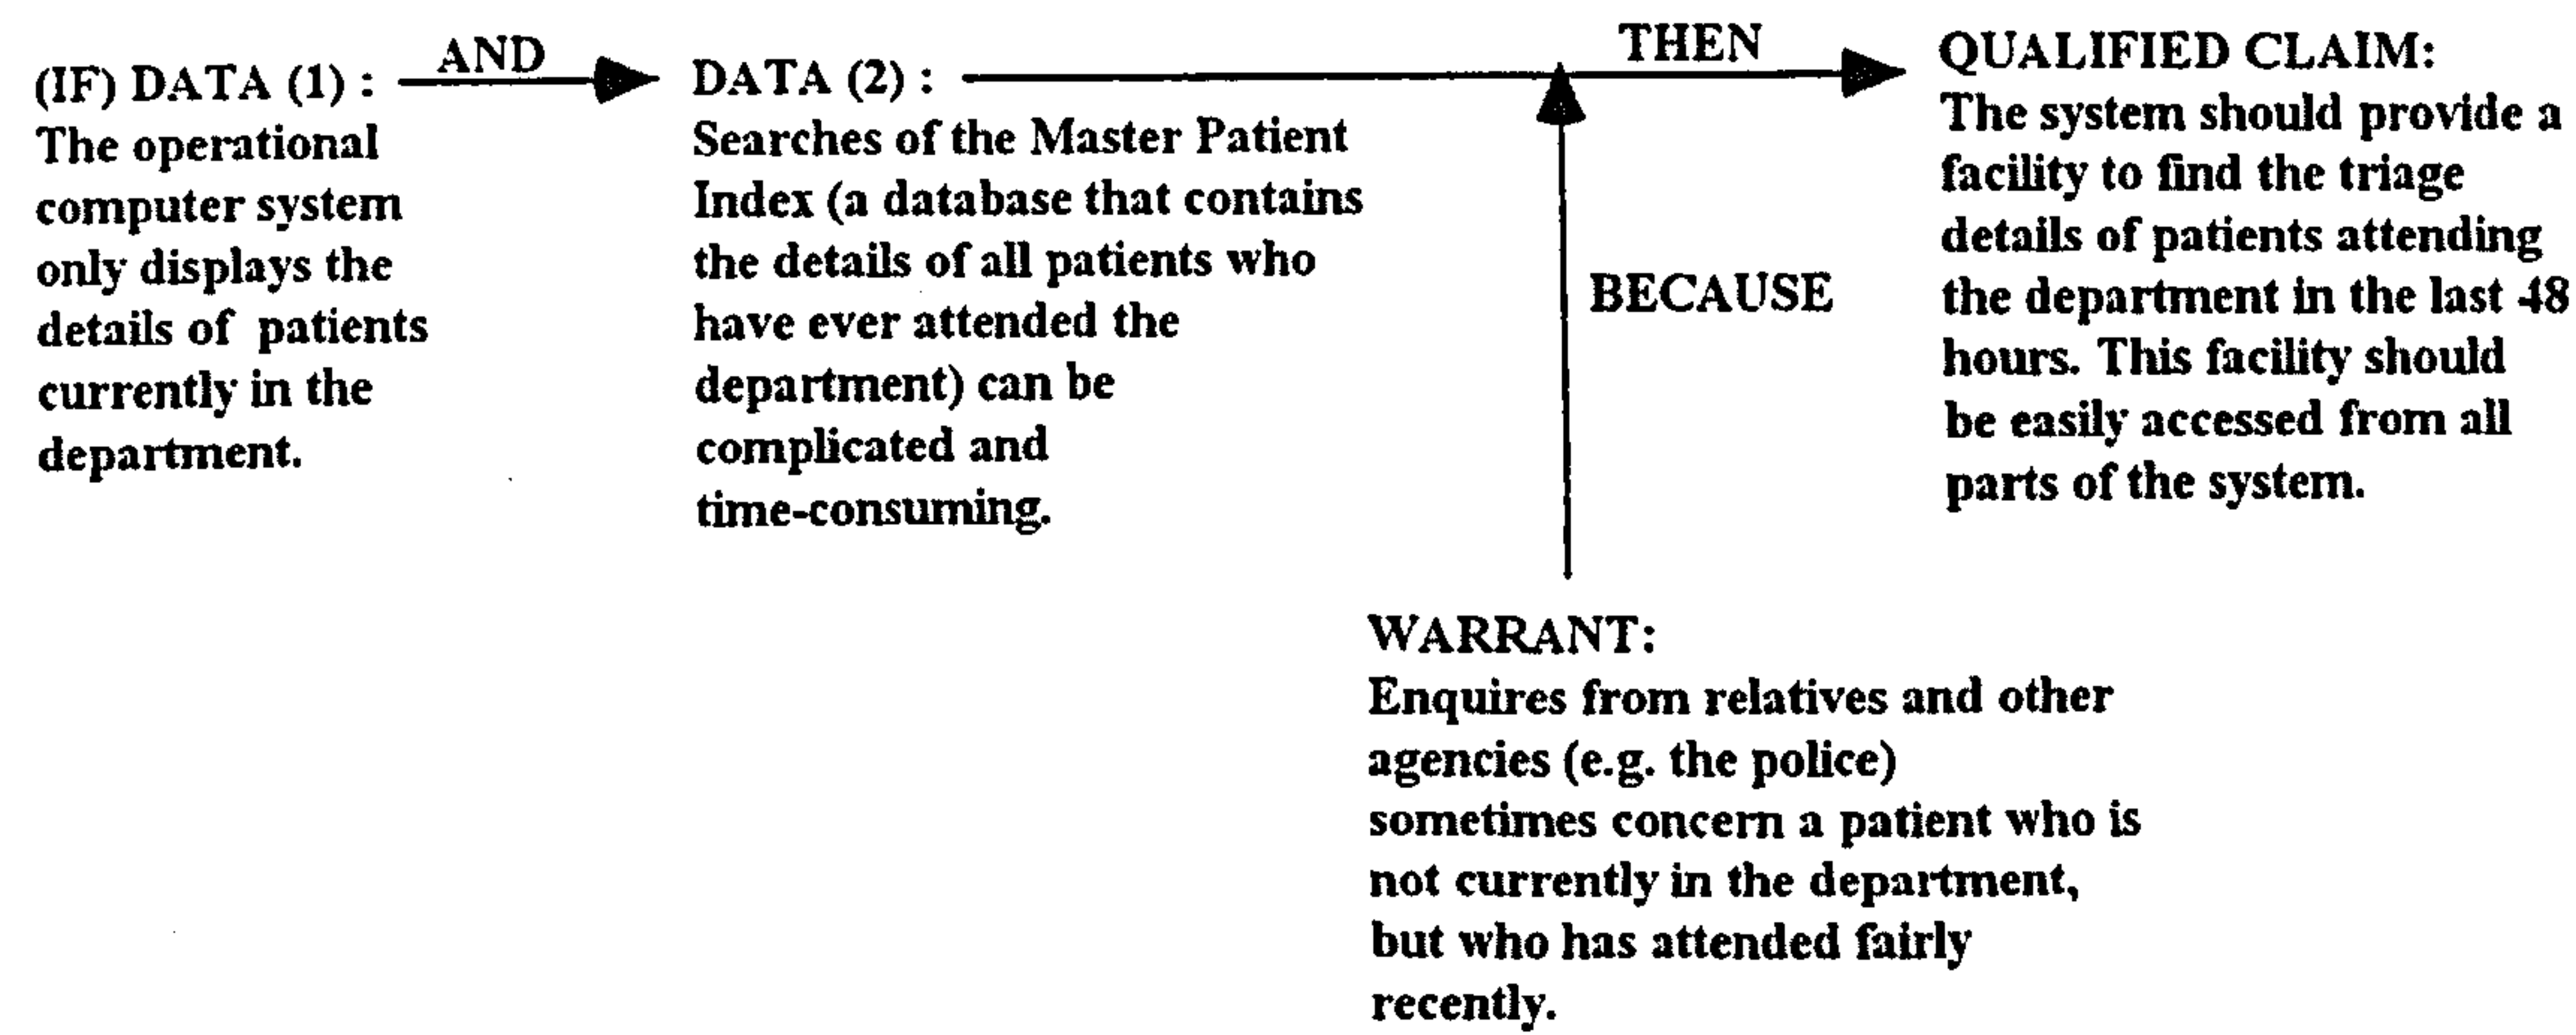 (IF) DATA (1) :
The operational
computer system
only displays the
details of patients
currently in the
department.
AND
DATA (2) :
Searches of the Master Patient
Index (a database that contains
the details of all patients who
have ever attended the
department) can be
complicated and
time-consuming.
THEN
BECAUSE
QUALIFIED CLAIM:
The system should provide a
facility to find the triage
details of patients attending
the department in the last 48
hours. This facility should
be easily accessed from all
parts of the system.
WARRANT:
Enquires from relatives and other
agencies (e.g. the police)
sometimes concern a patient who is
not currently in the department,
but who has attended fairly
recently.